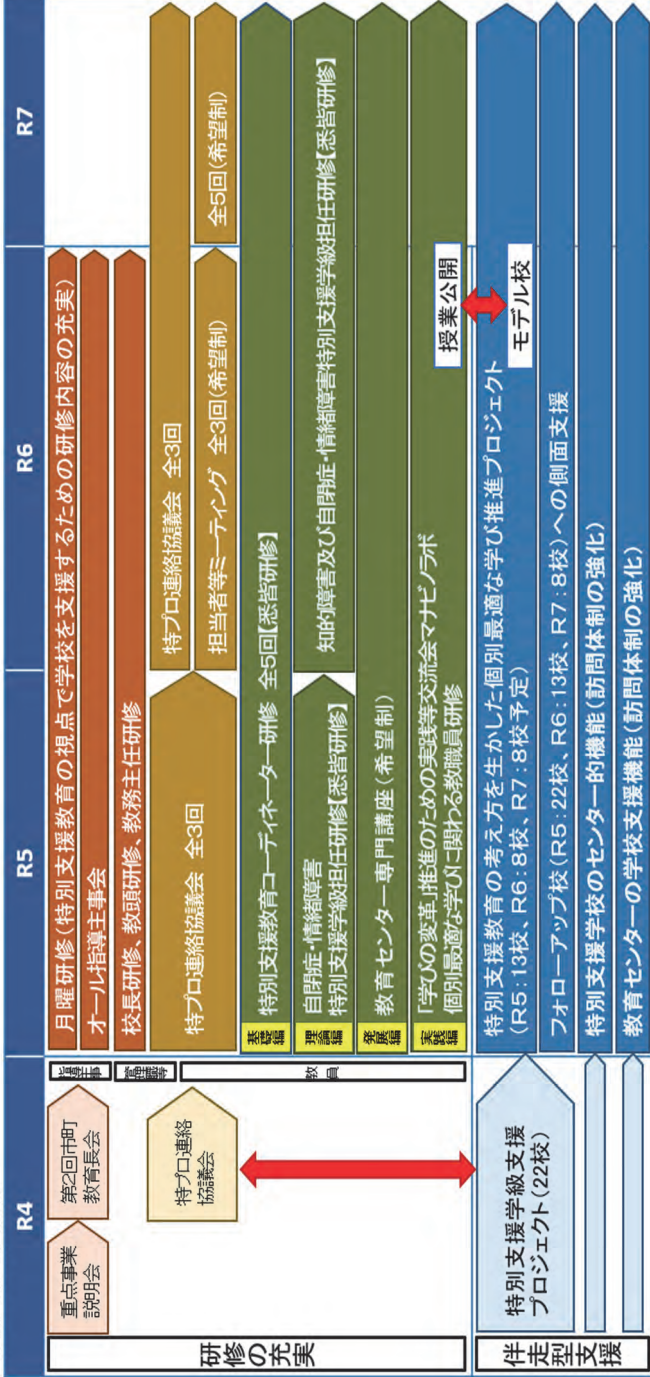 R4
R5
R6
R7
研修の充実
重点事業
説明会
第2回市町
教育長会
指導主事
月曜研修(特別支援教育の視点で学校を支援するための研修内容の充実)
オール指導主事会
管理職等
校長研修、教頭研修、教務主任研修
教員
特プロ連絡
協議会
特プロ連絡協議会 全3回
特プロ連絡協議会 全3回
担当者等ミーティング 全3回(希望制)
全5回(希望制)
基礎編
特別支援教育コーディネーター研修 全5回【悉皆研修】
理論編
自閉症・情緒障害
特別支援学級担任研修【悉皆研修】
知的障害及び自閉症・情緒障害特別支援学級担任研修【悉皆研修】
発展編
教育センター専門講座(希望制)
実践編
「学びの変革」推進のための実践等交流会マナビノラボ
個別最適な学びに関わる教職員研修
授業公開
モデル校
伴走型支援
特別支援学級支援
プロジェクト(22校)
特別支援教育の考え方を生かした個別最適な学び推進プロジェクト
(R5:13校、R6:8校、R7:8校予定)
フォローアップ校(R5:22校、R6:13校、R7:8校)への側面支援
特別支援学校のセンター的機能(訪問体制の強化)
教育センターの学校支援機能(訪問体制の強化)